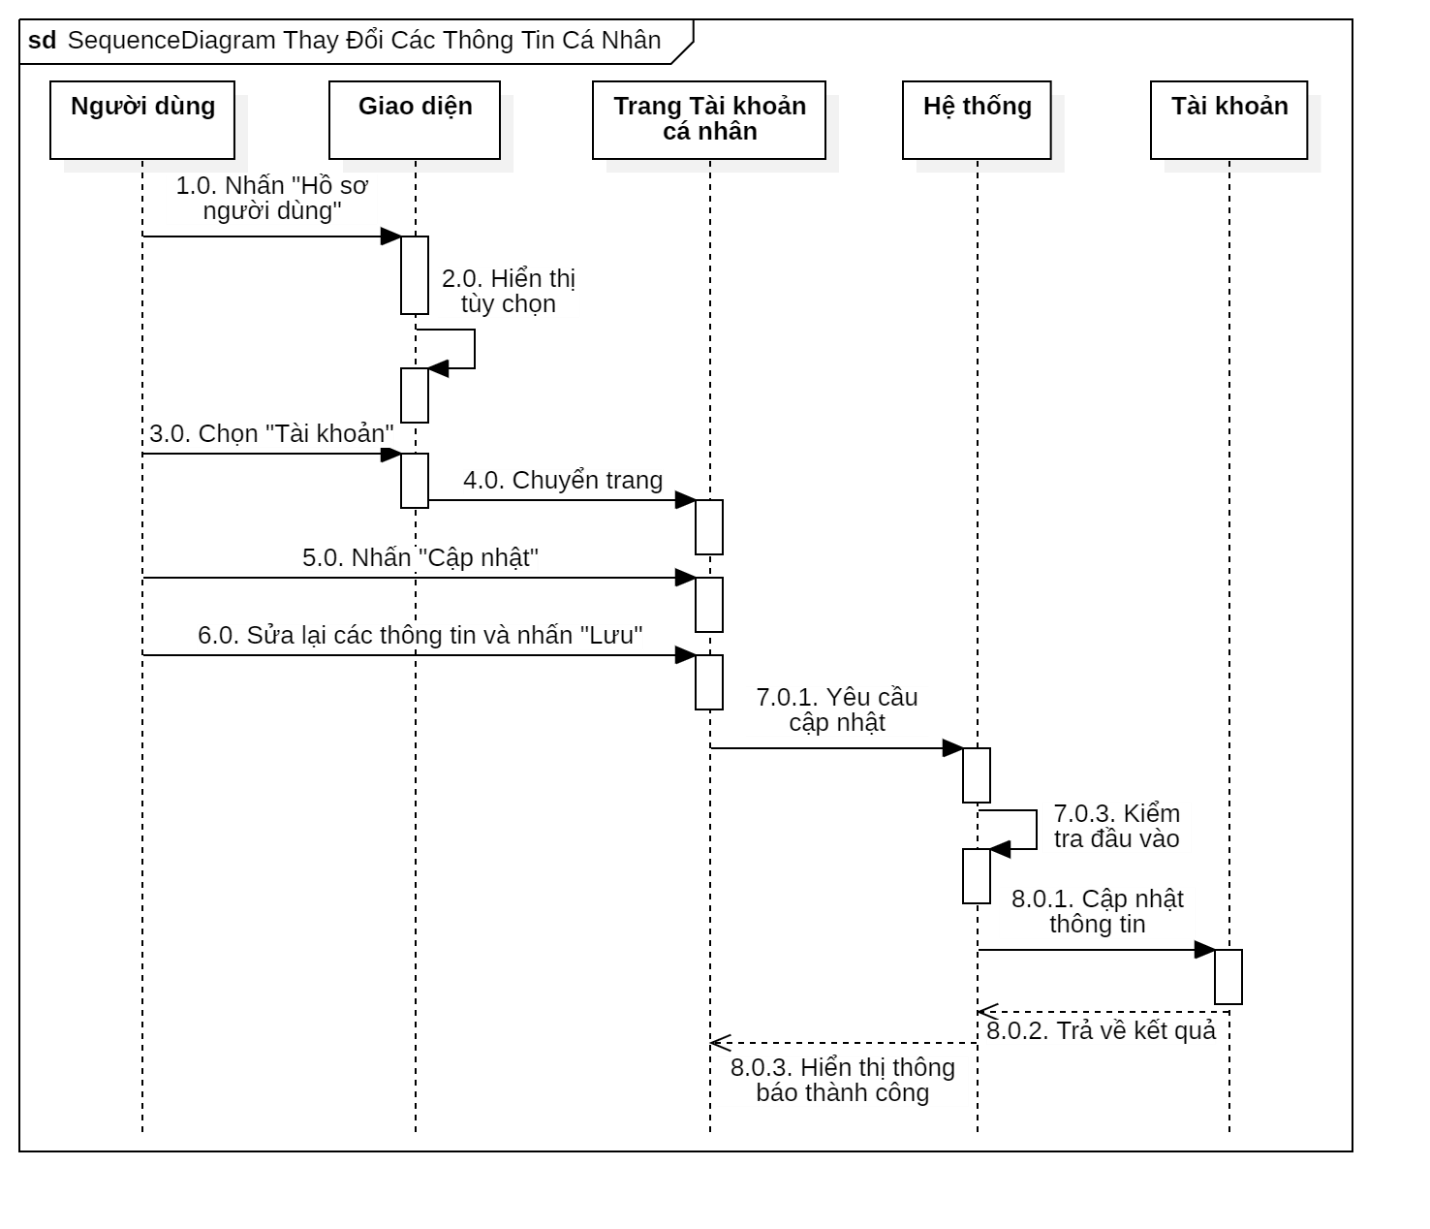 sd SequenceDiagram Thay Đổi Các Thông Tin Cá Nhân
Người dùng
Giao diện
Trang Tài khoản
cá nhân
Hệ thống
Tài khoản
1.0. Nhấn "Hồ sơ
người dùng"
2.0. Hiển thị
tùy chọn
3.0. Chọn "Tài khoản"
4.0. Chuyển trang
5.0. Nhấn "Cập nhật"
6.0. Sửa lại các thông tin và nhấn "Lưu"
7.0.1. Yêu cầu
cập nhật
7.0.3. Kiểm
tra đầu vào
8.0.1. Cập nhật
thông tin
8.0.2. Trả về kết quả
8.0.3. Hiển thị thông
báo thành công